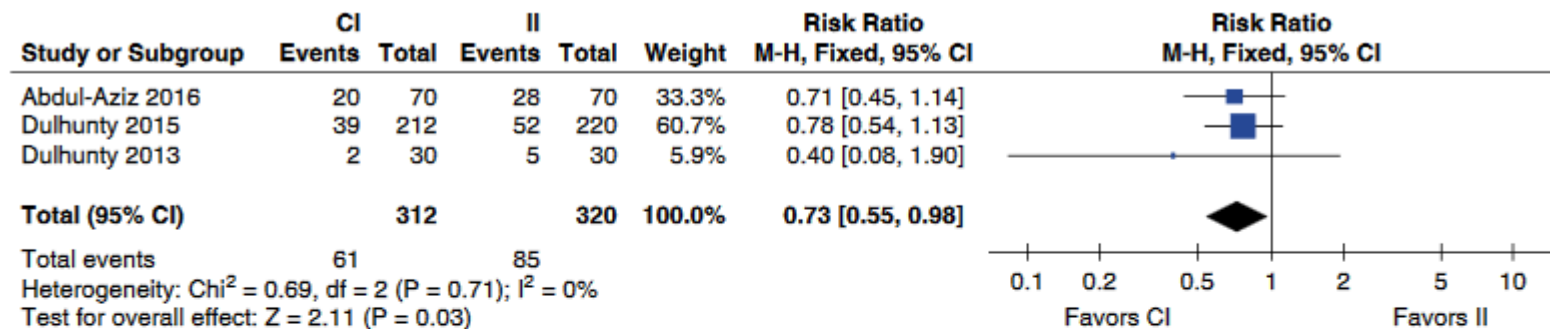 CI II Risk Ratio Risk Ratio
Study or Subgroup Events Total Events Total Weight M-H, Fixed, 95% CI M-H, Fixed, 95% CI
Abdul-Aziz 2016 20 70 28 70 33.3% 0.71 [0.45, 1.14]
Dulhunty 2015 39 212 52 220 60.7% 0.78 [0.54, 1.13]
Dulhunty 2013 2 30 5 30 5.9% 0.40 [0.08, 1.90]
Total (95% CI) 312 320 100.0% 0.73 [0.55, 0.98]
Total events 61 85
Heterogeneity: Chi² = 0.69, df = 2 (P = 0.71); I² = 0%
Test for overall effect: Z = 2.11 (P = 0.03)
0.1 0.2 0.5 1 2 5 10
Favors CI Favors II